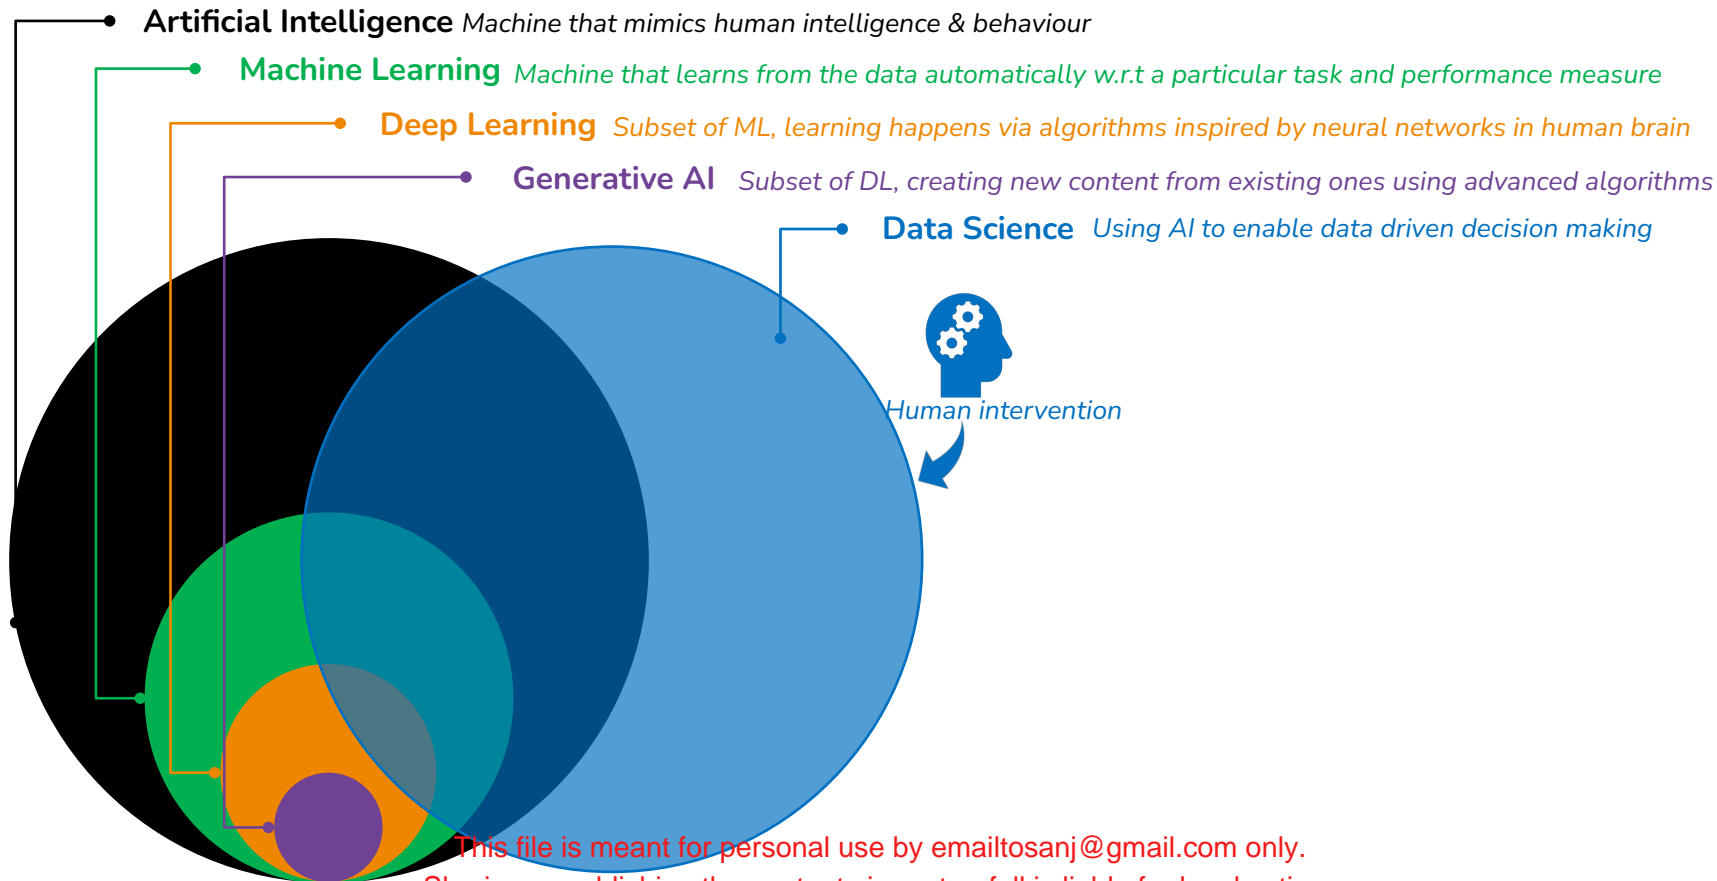 Artificial Intelligence Machine that mimics human intelligence & behaviour
Machine Learning Machine that learns from the data automatically w.r.t a particular task and performance measure
Deep Learning Subset of ML, learning happens via algorithms inspired by neural networks in human brain
Generative AI Subset of DL, creating new content from existing ones using advanced algorithms
Data Science Using AI to enable data driven decision making
Human intervention
This file is meant for personal use by emailtosanj@gmail.com only.